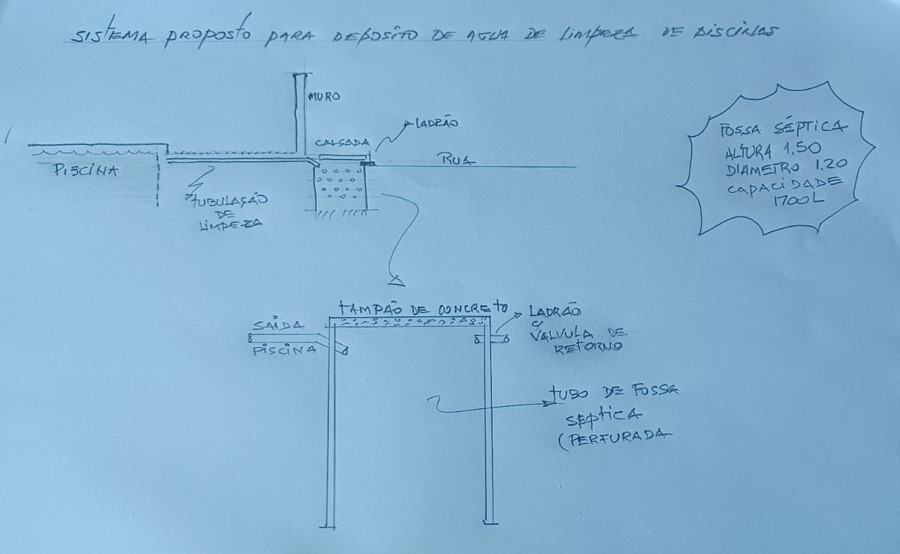 SISTEMA PROPOSTO PARA DEPOSITO DE AGUA DE LIMPEZA DE PISCINAS
MURO
CALSADA
LADRÃO
RUA
PISCINA
TUBULAÇÃO
DE
LIMPEZA
FOSSA SÉPTICA
ALTURA 1.50
DIAMETRO 1.20
CAPACIDADE
1700L
TAMPÃO DE CONCRETO
SAÍDA
PISCINA
LADRÃO
C/
VÁLVULA DE
RETORNO
TUBO DE FOSSA
SÉPTICA
(PERFURADA